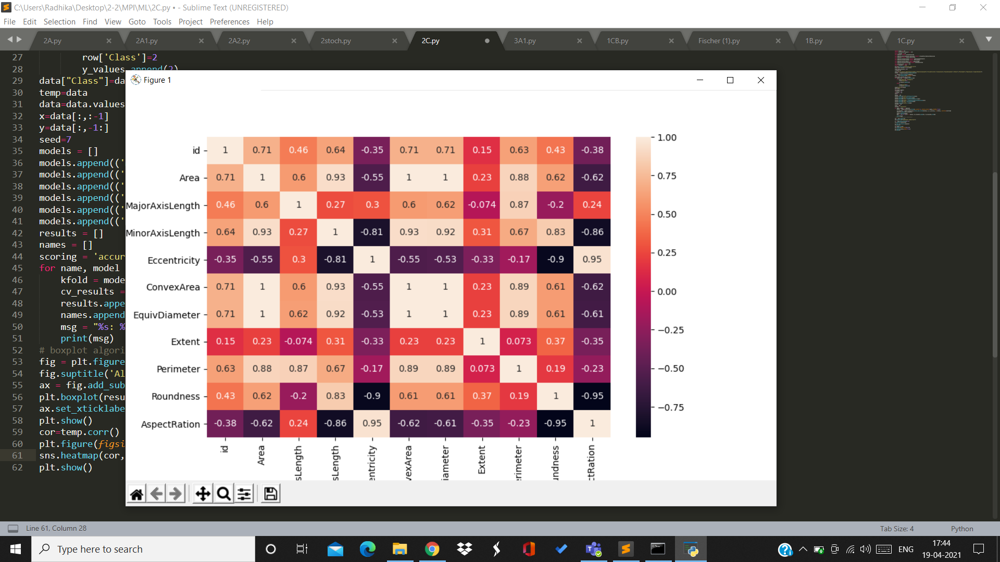 C:\Users\Radhika\Desktop\2-2\MPI\ML\2C.py • - Sublime Text (UNREGISTERED)
File Edit Selection Find View Goto Tools Project Preferences Help
2A.py 2A1.py 2A2.py 2stoch.py 2C.py 3A1.py 1CB.py Fischer (1).py 1B.py 1C.py
27 row['Class']=2
28 y_values.append(2)
29 data["Class"]=da
30 temp=data
31 data=data.values
32 x=data[:,:-1]
33 y=data[:,-1:]
34 seed=7
35 models = []
36 models.append(('
37 models.append(('
38 models.append(('
39 models.append(('
40 models.append(('
41 models.append(('
42 results = []
43 names = []
44 scoring = 'accur
45 for name, model
46 kfold = mode
47 cv_results =
48 results.appe
49 names.append
50 msg = "%s: %
51 print(msg)
52 # boxplot algori
53 fig = plt.figure
54 fig.suptitle('Al
55 ax = fig.add_sub
56 plt.boxplot(resu
57 ax.set_xticklabe
58 plt.show()
59 cor=temp.corr()
60 plt.figure(figsi
61 sns.heatmap(cor,
62 plt.show()
Figure 1
id 1 0.71 0.46 0.64 -0.35 0.71 0.71 0.15 0.63 0.43 -0.38
Area 0.71 1 0.6 0.93 -0.55 1 1 0.23 0.88 0.62 -0.62
MajorAxisLength 0.46 0.6 1 0.27 0.3 0.6 0.62 -0.074 0.87 -0.2 0.24
MinorAxisLength 0.64 0.93 0.27 1 -0.81 0.93 0.92 0.31 0.67 0.83 -0.86
Eccentricity -0.35 -0.55 0.3 -0.81 1 -0.55 -0.53 -0.33 -0.17 -0.9 0.95
ConvexArea 0.71 1 0.6 0.93 -0.55 1 1 0.23 0.89 0.61 -0.62
EquivDiameter 0.71 1 0.62 0.92 -0.53 1 1 0.23 0.89 0.61 -0.61
Extent 0.15 0.23 -0.074 0.31 -0.33 0.23 0.23 1 0.073 0.37 -0.35
Perimeter 0.63 0.88 0.87 0.67 -0.17 0.89 0.89 0.073 1 0.19 -0.23
Roundness 0.43 0.62 -0.2 0.83 -0.9 0.61 0.61 0.37 0.19 1 -0.95
AspectRation -0.38 -0.62 0.24 -0.86 0.95 -0.62 -0.61 -0.35 -0.23 -0.95 1
id Area sLength sLength entricity vexArea iameter Extent erimeter undness ctRation
1.00
0.75
0.50
0.25
0.00
−0.25
−0.50
−0.75
Line 61, Column 28 Tab Size: 4 Python
Type here to search
ENG
17:44
19-04-2021